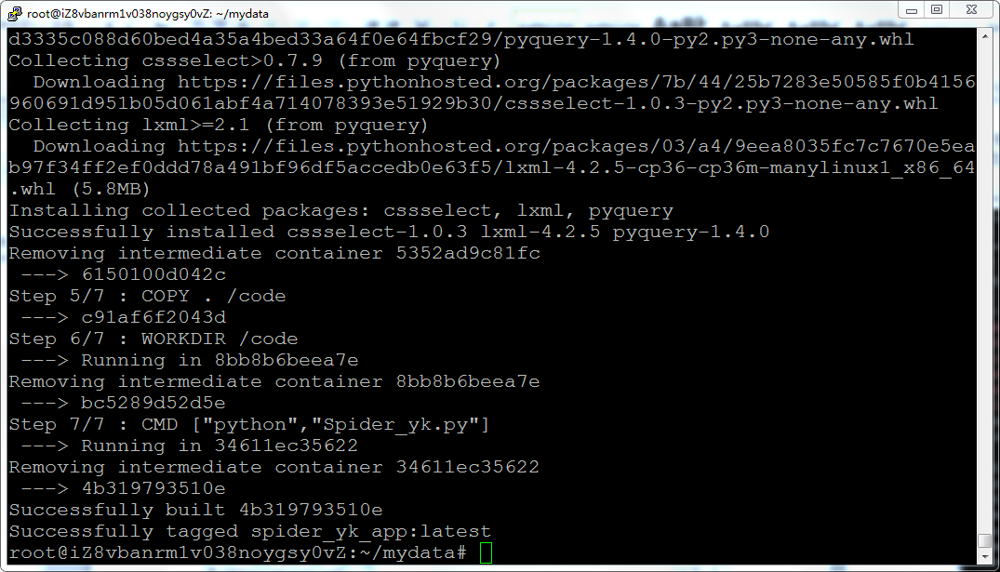 root@iZ8vbanrm1v038noygsy0vZ: ~/mydata
d3335c088d60bed4a35a4bed33a64f0e64fbcf29/pyquery-1.4.0-py2.py3-none-any.whl
Collecting cssselect>0.7.9 (from pyquery)
  Downloading https://files.pythonhosted.org/packages/7b/44/25b7283e50585f0b4156
960691d951b05d061abf4a714078393e51929b30/cssselect-1.0.3-py2.py3-none-any.whl
Collecting lxml>=2.1 (from pyquery)
  Downloading https://files.pythonhosted.org/packages/03/a4/9eea8035fc7c7670e5ea
b97f34ff2ef0ddd78a491bf96df5accedb0e63f5/lxml-4.2.5-cp36-cp36m-manylinux1_x86_64
.whl (5.8MB)
Installing collected packages: cssselect, lxml, pyquery
Successfully installed cssselect-1.0.3 lxml-4.2.5 pyquery-1.4.0
Removing intermediate container 5352ad9c81fc
 ---> 6150100d042c
Step 5/7 : COPY . /code
 ---> c91af6f2043d
Step 6/7 : WORKDIR /code
 ---> Running in 8bb8b6beea7e
Removing intermediate container 8bb8b6beea7e
 ---> bc5289d52d5e
Step 7/7 : CMD ["python","Spider_yk.py"]
 ---> Running in 34611ec35622
Removing intermediate container 34611ec35622
 ---> 4b319793510e
Successfully built 4b319793510e
Successfully tagged spider_yk_app:latest
root@iZ8vbanrm1v038noygsy0vZ:~/mydata#